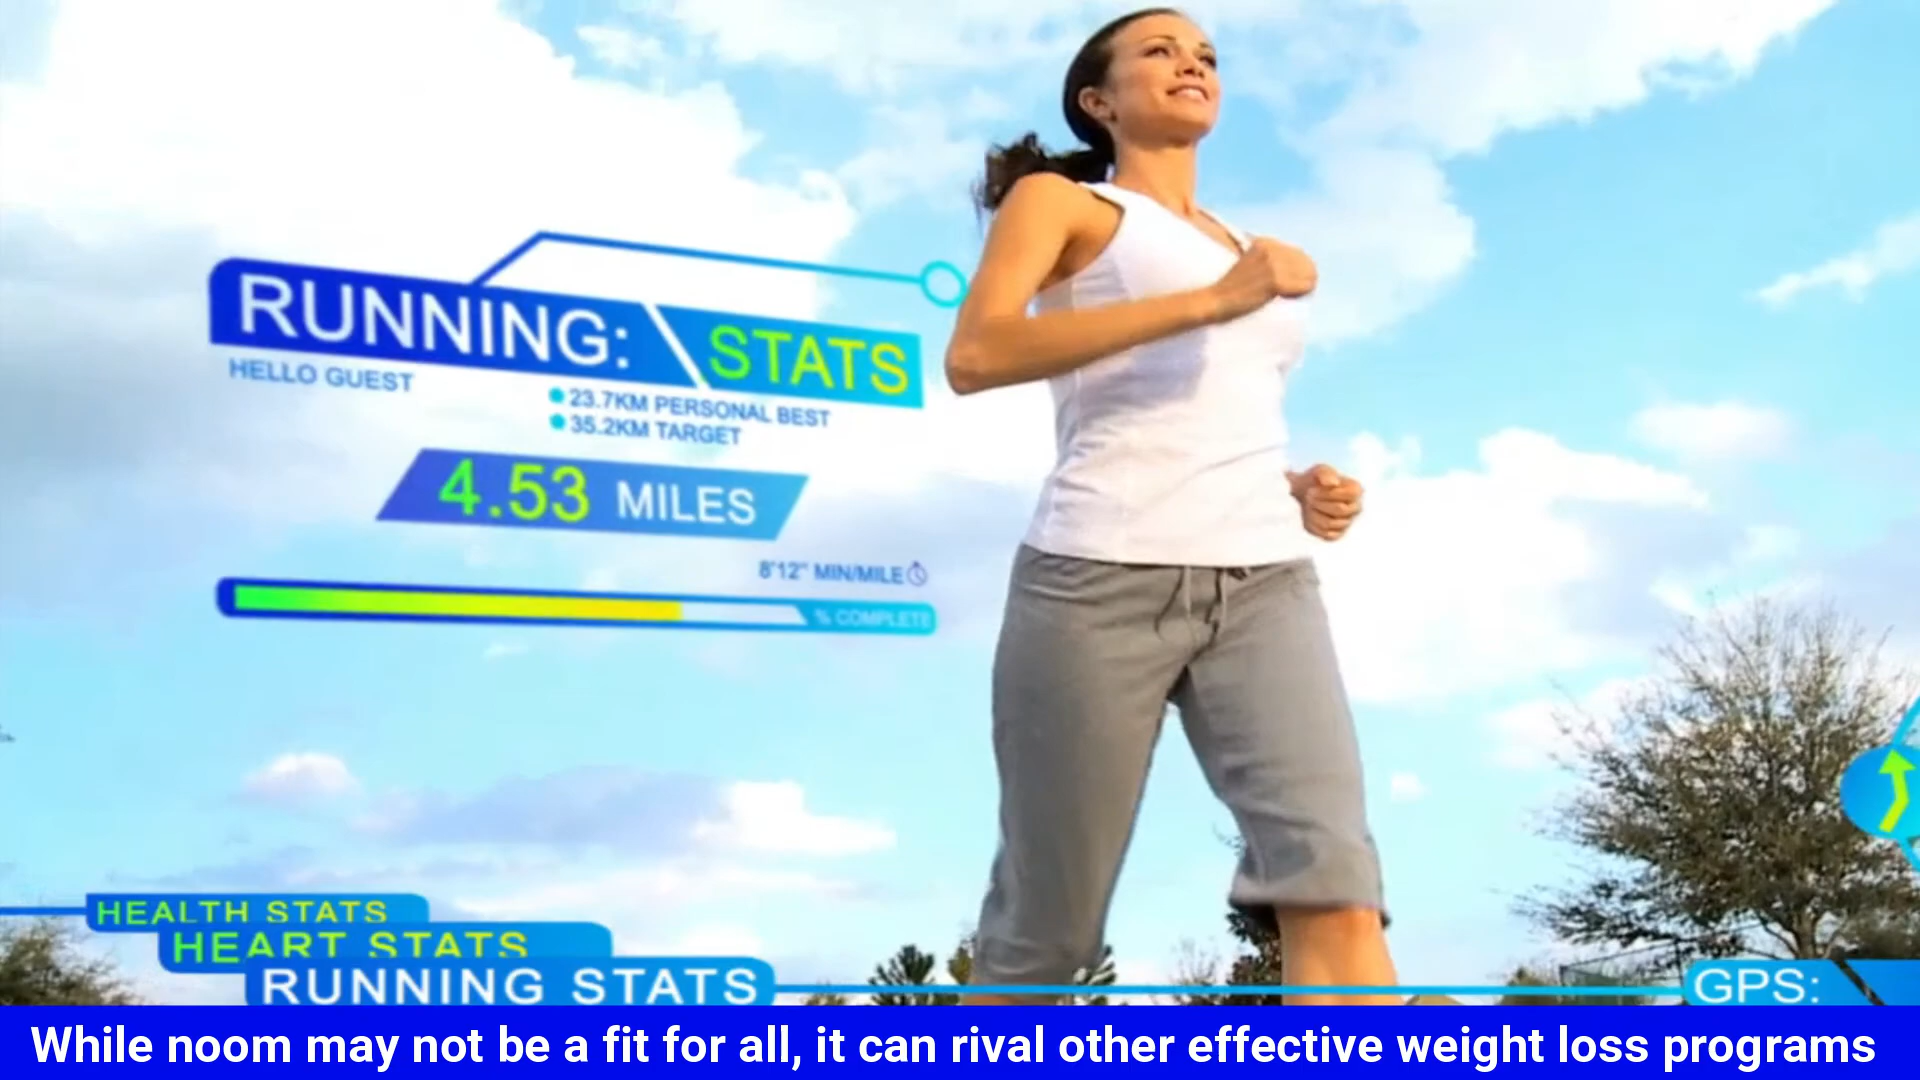 RUNNING: STATS
HELLO GUEST
23.7KM PERSONAL BEST
35.2KM TARGET
4.53 MILES
8'12" MIN/MILE
% COMPLETE
HEALTH STATS
HEART STATS
RUNNING STATS
GPS:
While noom may not be a fit for all, it can rival other effective weight loss programs